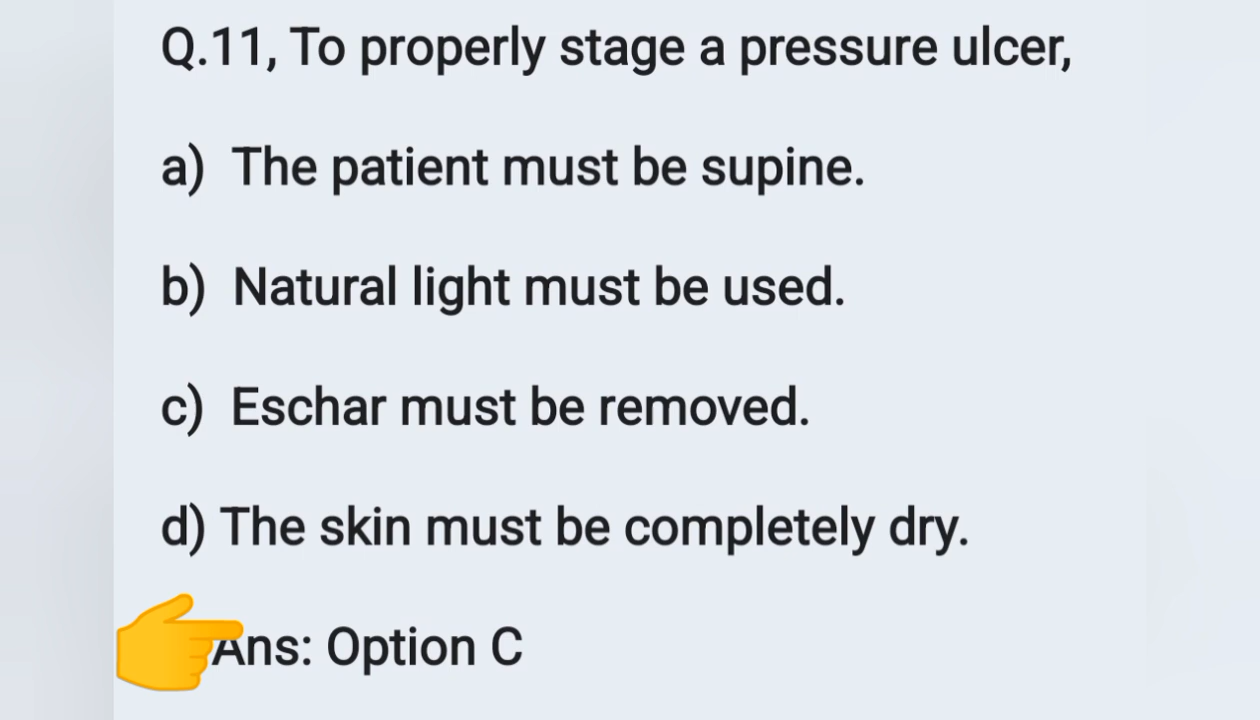 Q.11, To properly stage a pressure ulcer,
a) The patient must be supine.
b) Natural light must be used.
c) Eschar must be removed.
d) The skin must be completely dry.
Ans: Option C